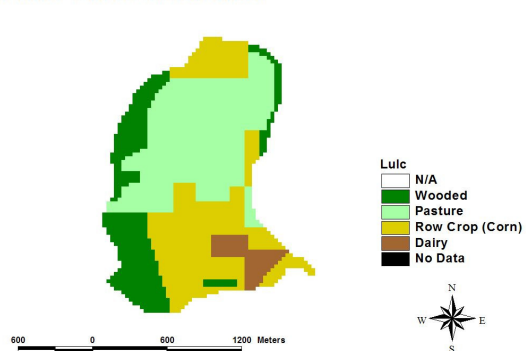 Lulc
N/A
Wooded
Pasture
Row Crop (Corn)
Dairy
No Data
N
W E
S
600 0 600 1200 Meters